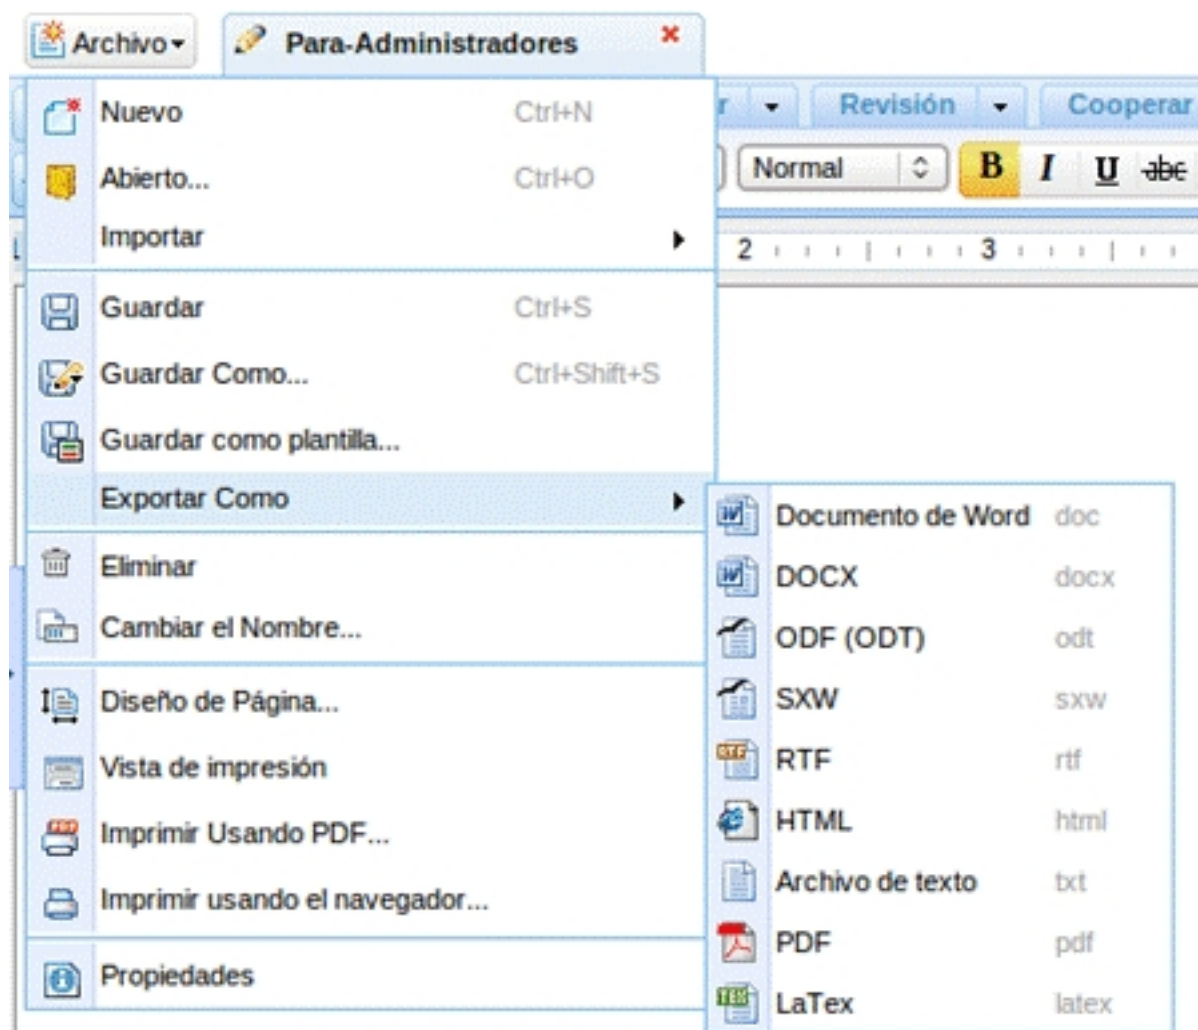 Archivo
Para-Administradores
Nuevo Ctrl+N
r Revisión Cooperar
Abierto... Ctrl+O
Normal B I U abc
Importar
2 3
Guardar Ctrl+S
Guardar Como... Ctrl+Shift+S
Guardar como plantilla...
Exportar Como
Documento de Word doc
DOCX docx
ODF (ODT) odt
SXW sxw
RTF rtf
HTML html
Archivo de texto txt
PDF pdf
LaTex latex
Eliminar
Cambiar el Nombre...
Diseño de Página...
Vista de impresión
Imprimir Usando PDF...
Imprimir usando el navegador...
Propiedades